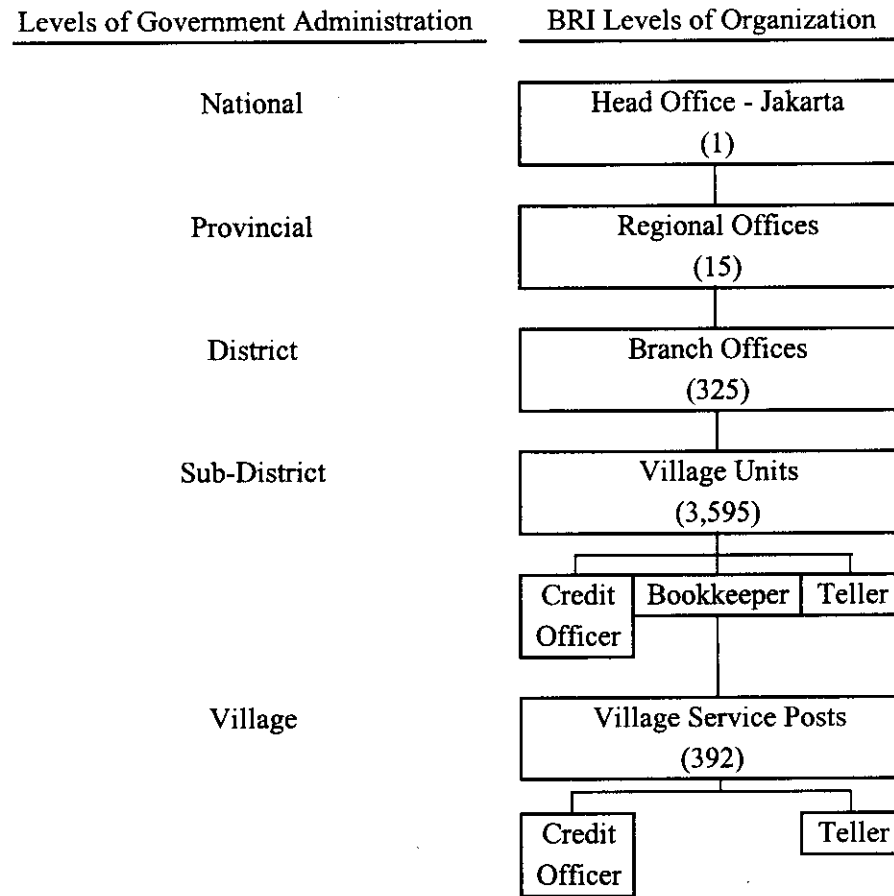 Levels of Government Administration BRI Levels of Organization
National Head Office - Jakarta
(1)
Provincial Regional Offices
(15)
District Branch Offices
(325)
Sub-District Village Units
(3,595)
Credit Bookkeeper Teller
Officer
Village Village Service Posts
(392)
Credit Teller
Officer